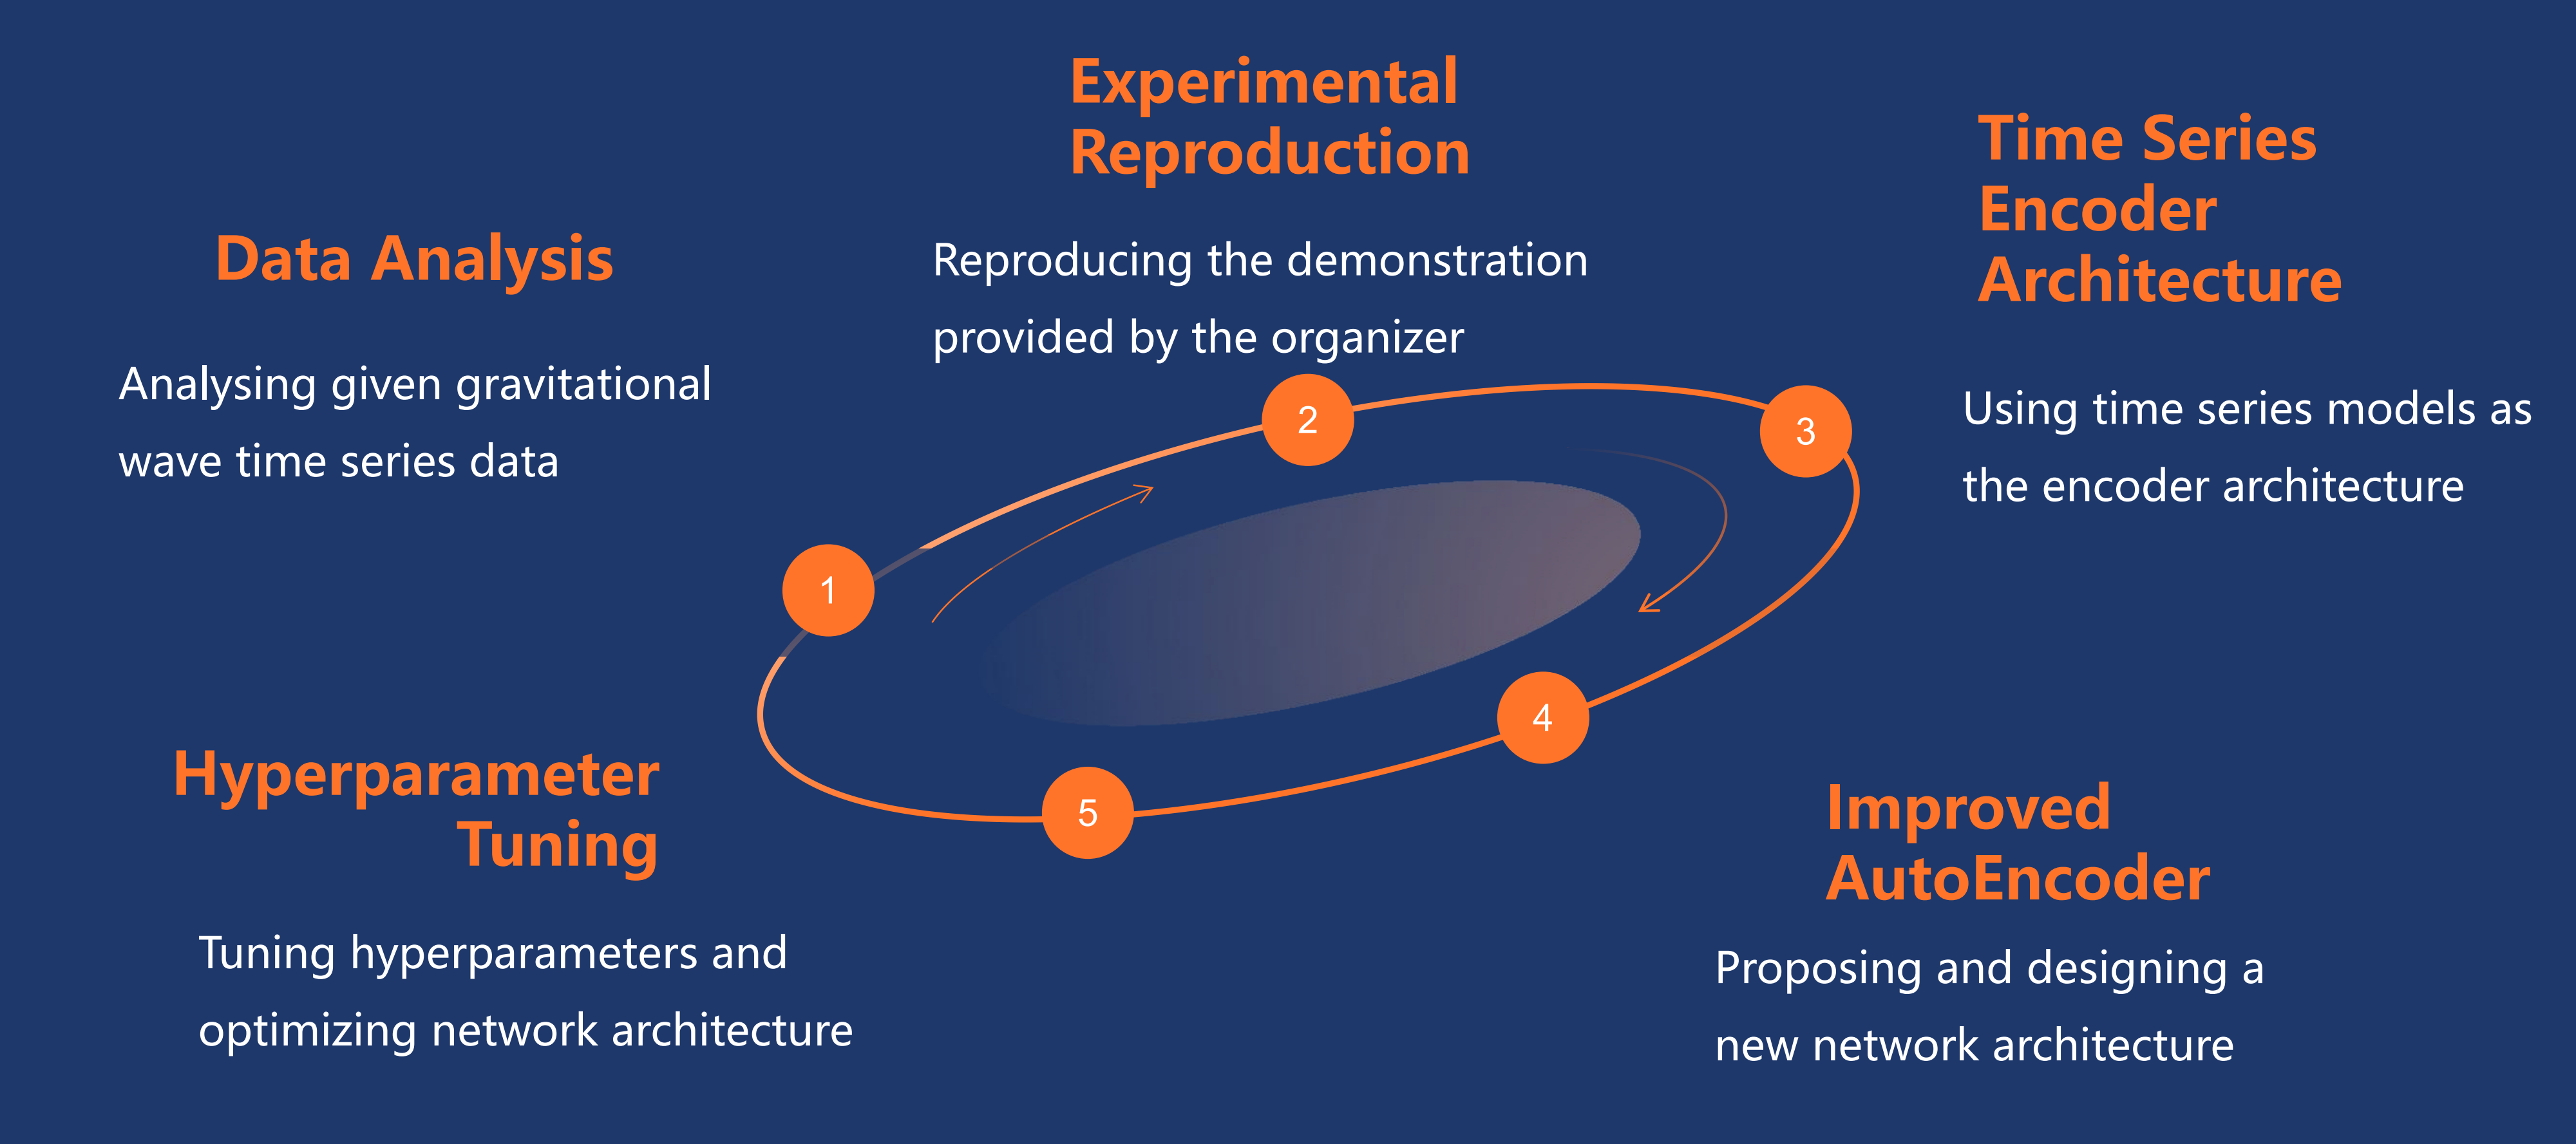 Data Analysis
Analysing given gravitational
wave time series data
1
Experimental
Reproduction
Reproducing the demonstration
provided by the organizer
2
Time Series
Encoder
Architecture
Using time series models as
the encoder architecture
3
Improved
AutoEncoder
Proposing and designing a
new network architecture
4
Hyperparameter
Tuning
Tuning hyperparameters and
optimizing network architecture
5